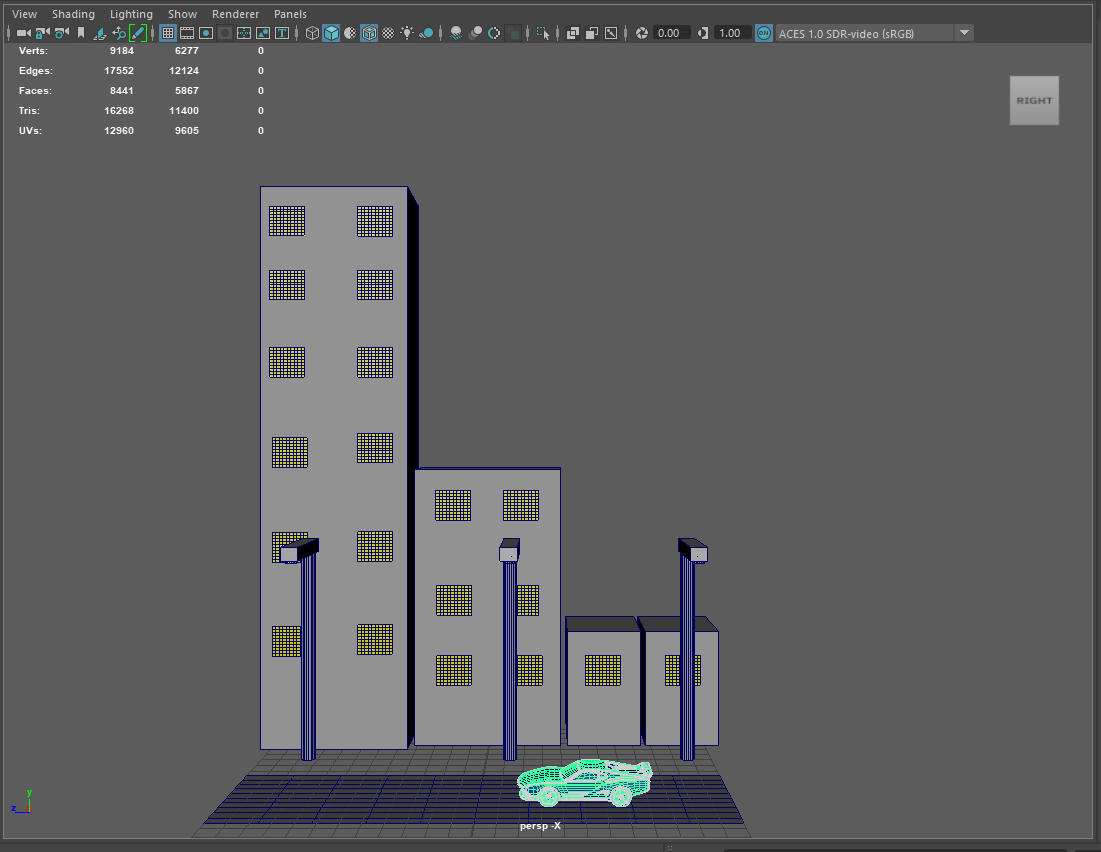 View Shading Lighting Show Renderer Panels
0.00 1.00 ON ACES 1.0 SDR-video (sRGB)
Verts: 9184 6277 0
Edges: 17552 12124 0
Faces: 8441 5867 0
Tris: 16268 11400 0
UVs: 12960 9605 0
RIGHT
y
z
persp -X